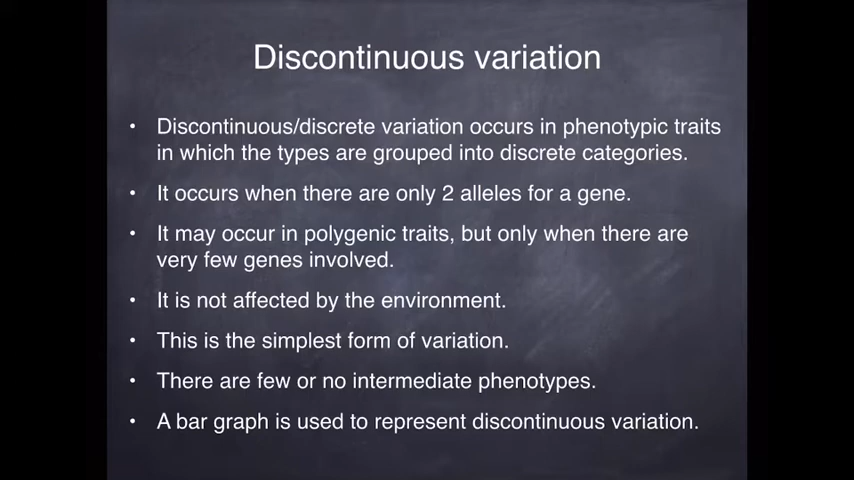 Discontinuous variation
• Discontinuous/discrete variation occurs in phenotypic traits
in which the types are grouped into discrete categories.
• It occurs when there are only 2 alleles for a gene.
• It may occur in polygenic traits, but only when there are
very few genes involved.
• It is not affected by the environment.
• This is the simplest form of variation.
• There are few or no intermediate phenotypes.
• A bar graph is used to represent discontinuous variation.